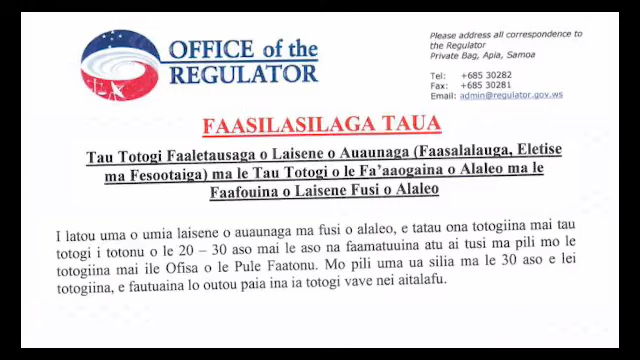 OFFICE of the
REGULATOR
Please address all correspondence to
the Regulator
Private Bag, Apia, Samoa
Tel: +685 30282
Fax: +685 30281
Email: admin@regulator.gov.ws
FAASILASILAGA TAUA
Tau Totogi Faaletausaga o Laisene o Auaunaga (Faasalalauga, Eletise
ma Fesootaiga) ma le Tau Totogi o le Fa'aaogaina o Alaleo ma le
Faafouina o Laisene Fusi o Alaleo
I latou uma o umia laisene o auaunaga ma fusi o alaleo, e tatau ona totogiina mai tau
totogi i totonu o le 20 – 30 aso mai le aso na faamatuuina atu ai tusi ma pili mo le
totogiina mai ile Ofisa o le Pule Faatonu. Mo pili uma ua silia ma le 30 aso e lei
totogiina, e fautuaina lo outou paia ina ia totogi vave nei aitalafu.